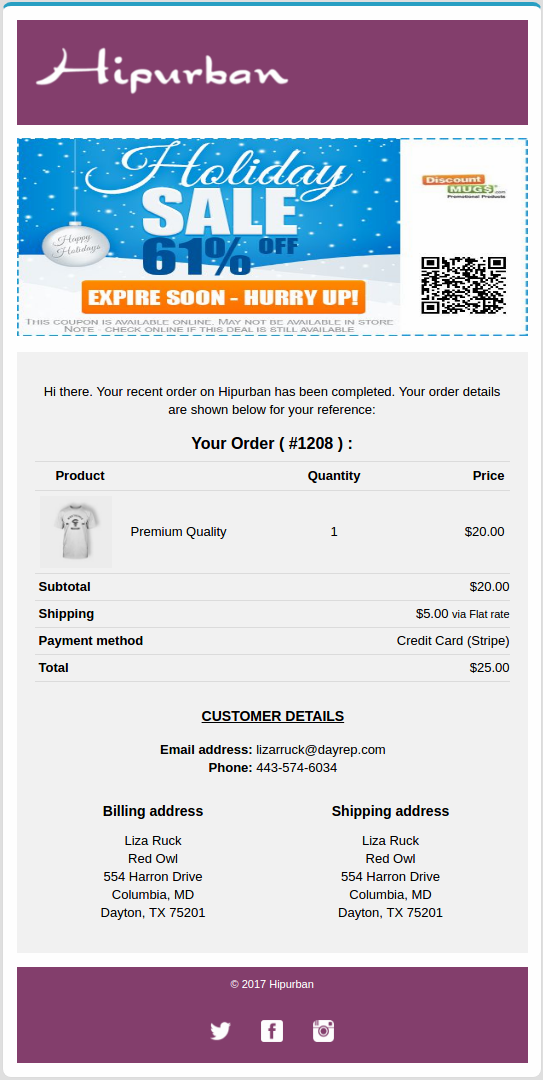 Hipurban
Holiday
SALE
61% OFF
Happy
Holidays
EXPIRE SOON - HURRY UP!
THIS COUPON IS AVAILABLE ONLINE. MAY NOT BE AVAILABLE IN STORE
NOTE - CHECK ONLINE IF THIS DEAL IS STILL AVAILABLE
Discount
MUGS.com
Promotional Products
Hi there. Your recent order on Hipurban has been completed. Your order details
are shown below for your reference:
Your Order ( #1208 ) :
Product Quantity Price
Premium Quality 1 $20.00
Subtotal $20.00
Shipping $5.00 via Flat rate
Payment method Credit Card (Stripe)
Total $25.00
CUSTOMER DETAILS
Email address: lizarruck@dayrep.com
Phone: 443-574-6034
Billing address
Liza Ruck
Red Owl
554 Harron Drive
Columbia, MD
Dayton, TX 75201
Shipping address
Liza Ruck
Red Owl
554 Harron Drive
Columbia, MD
Dayton, TX 75201
© 2017 Hipurban